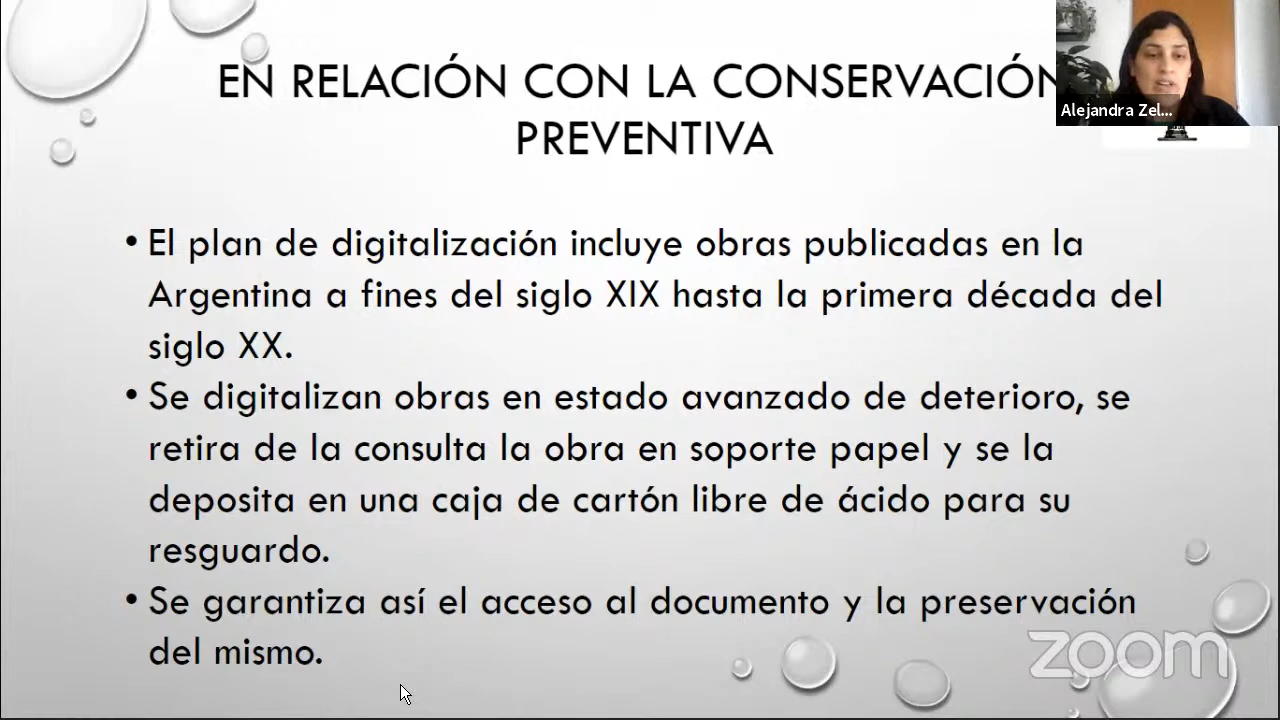 EN RELACIÓN CON LA CONSERVACIÓN
PREVENTIVA
Alejandra Zel...
• El plan de digitalización incluye obras publicadas en la
Argentina a fines del siglo XIX hasta la primera década del
siglo XX.
• Se digitalizan obras en estado avanzado de deterioro, se
retira de la consulta la obra en soporte papel y se la
deposita en una caja de cartón libre de ácido para su
resguardo.
• Se garantiza así el acceso al documento y la preservación
del mismo.
zoom